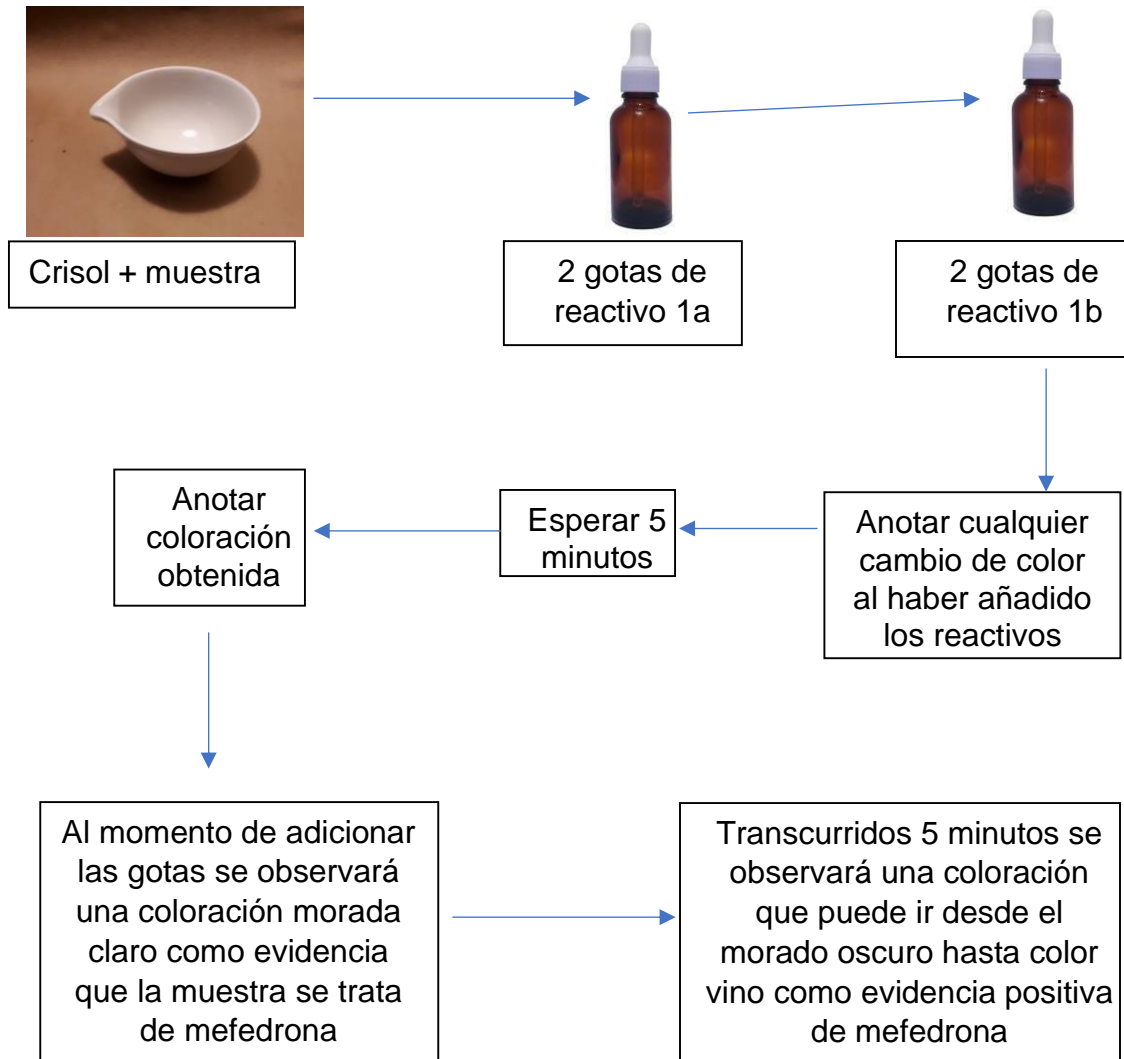 Crisol + muestra
2 gotas de
reactivo 1a
2 gotas de
reactivo 1b
Anotar cualquier
cambio de color
al haber añadido
los reactivos
Esperar 5
minutos
Anotar
coloración
obtenida
Al momento de adicionar
las gotas se observará
una coloración morada
claro como evidencia
que la muestra se trata
de mefedrona
Transcurridos 5 minutos se
observará una coloración
que puede ir desde el
morado oscuro hasta color
vino como evidencia positiva
de mefedrona